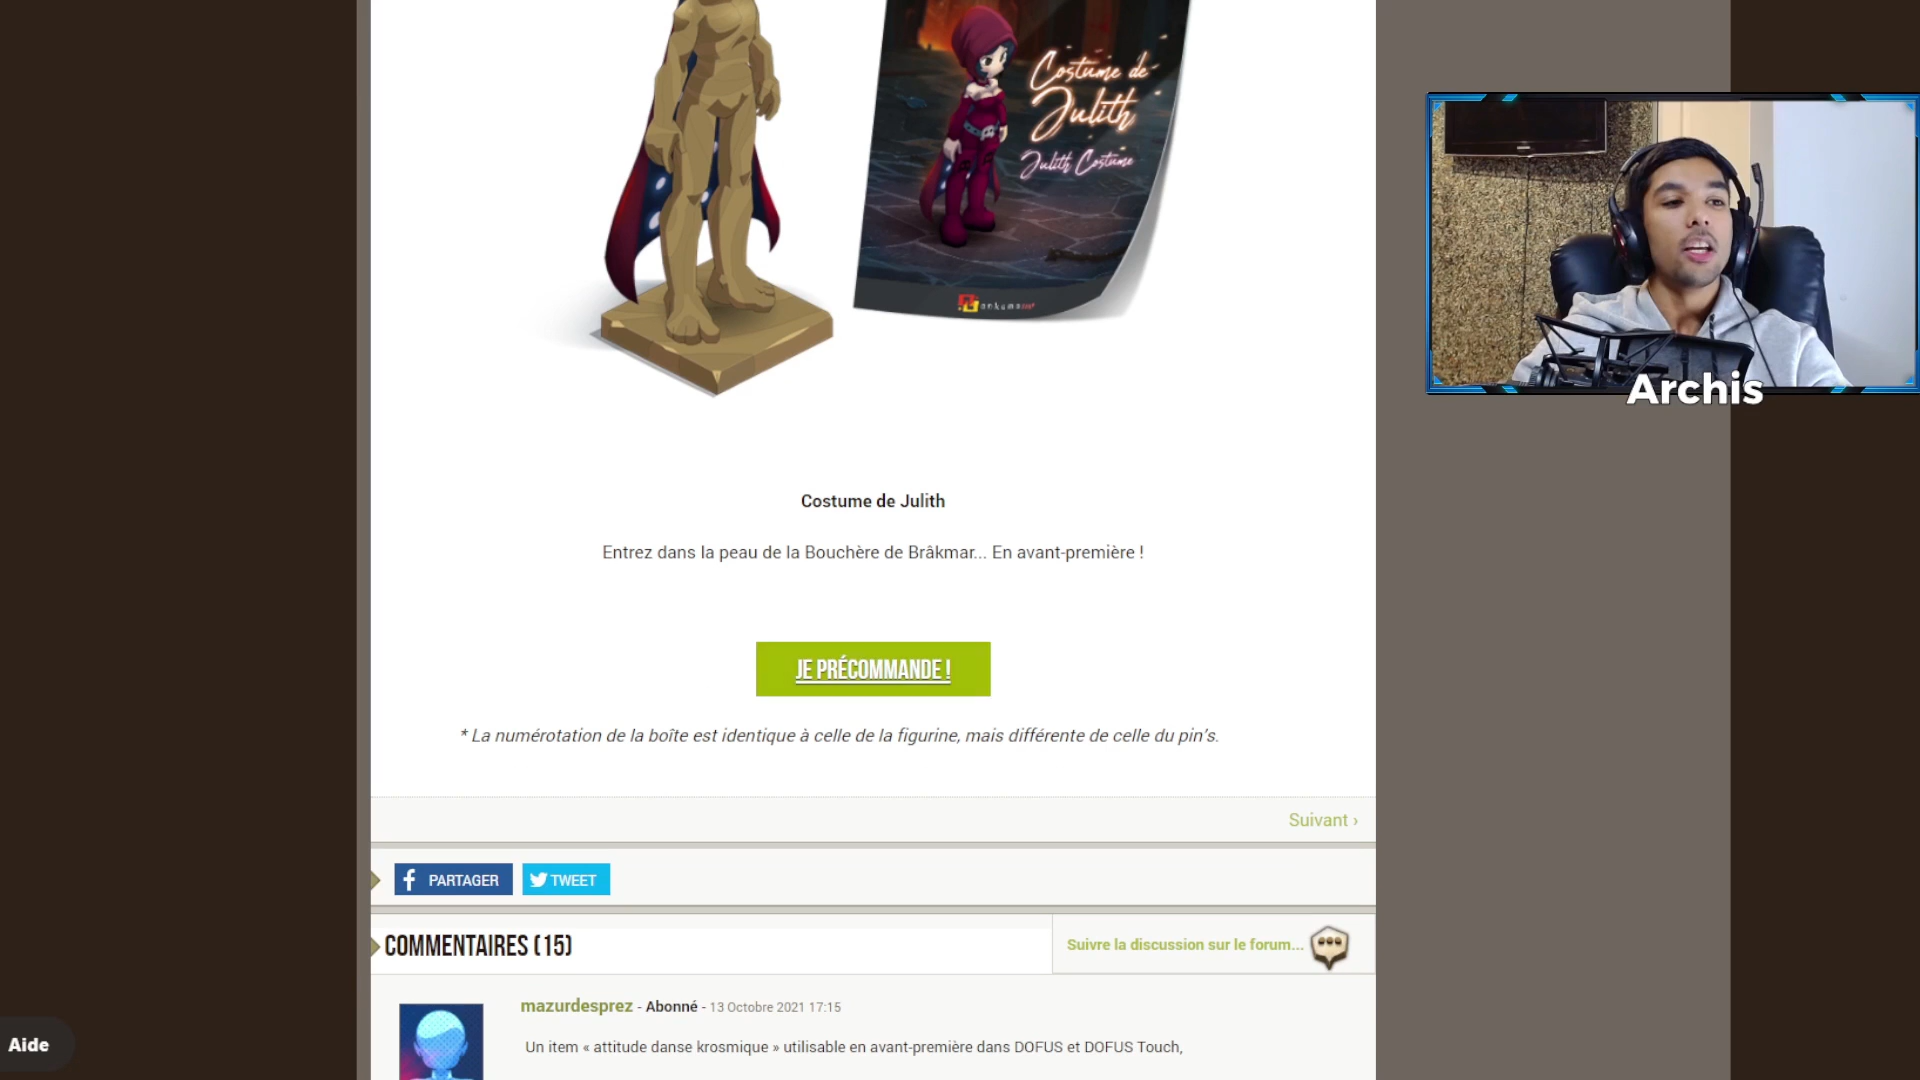 Costume de
Julith
Julith Costume
ankama
Archis
Costume de Julith
Entrez dans la peau de la Bouchère de Brâkmar... En avant-première !
JE PRÉCOMMANDE !
* La numérotation de la boîte est identique à celle de la figurine, mais différente de celle du pin's.
Suivant ›
PARTAGER TWEET
COMMENTAIRES (15)
Suivre la discussion sur le forum...
mazurdesprez - Abonné - 13 Octobre 2021 17:15
Un item « attitude danse krosmique » utilisable en avant-première dans DOFUS et DOFUS Touch,
Aide